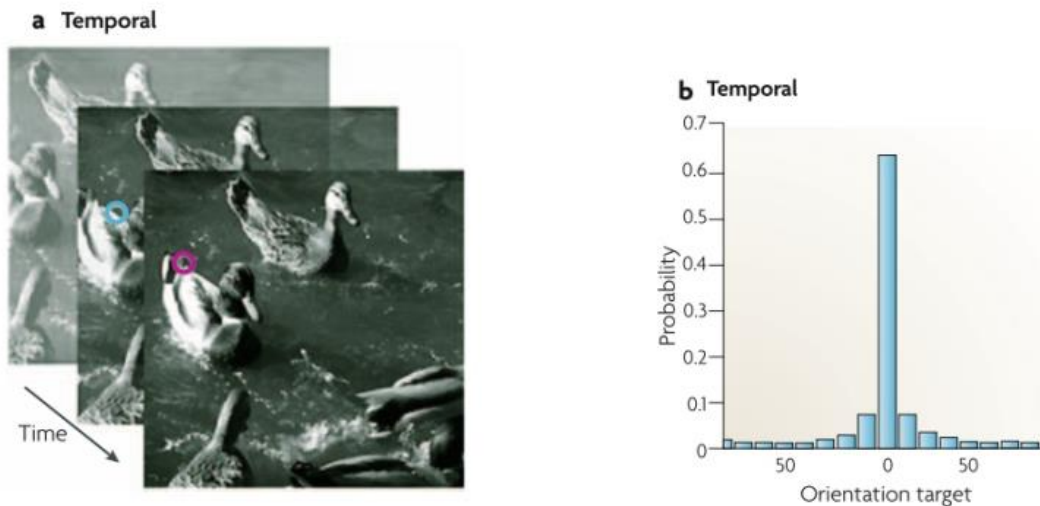 a Temporal
Time
b Temporal
Probability
0.7
0.6
0.5
0.4
0.3
0.2
0.1
0
50 0 50
Orientation target